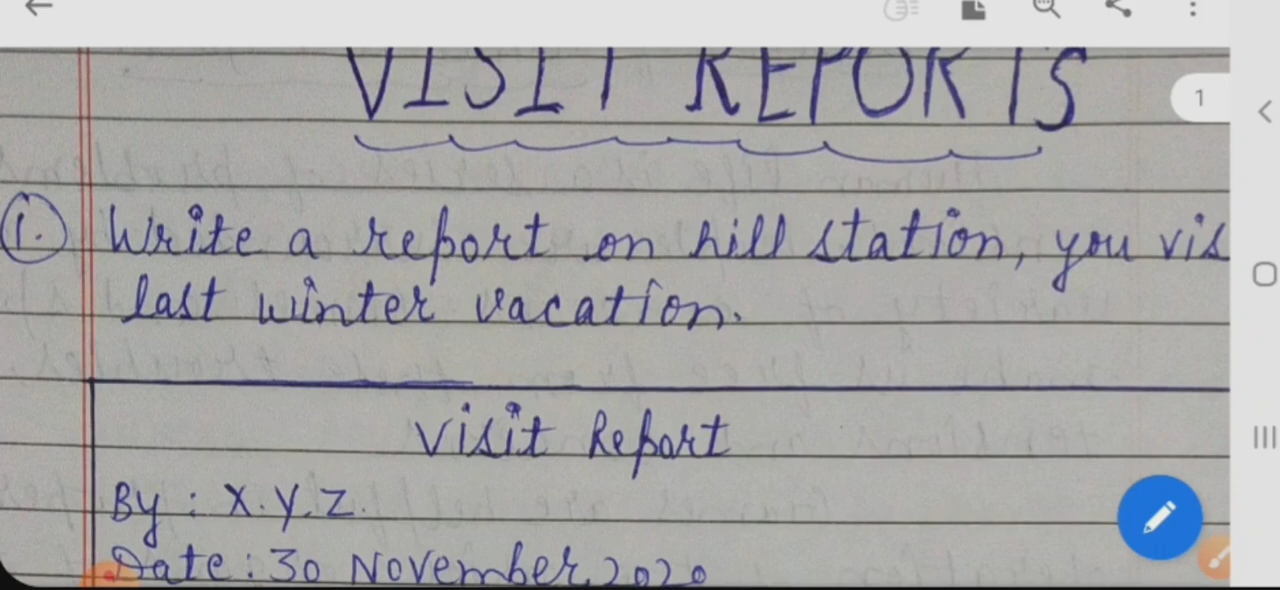 VISIT REPORTS
1
1. Write a report on hill station, you vis
last winter vacation.
Visit Report
By : X.Y.Z.
Date : 30 November, 2020